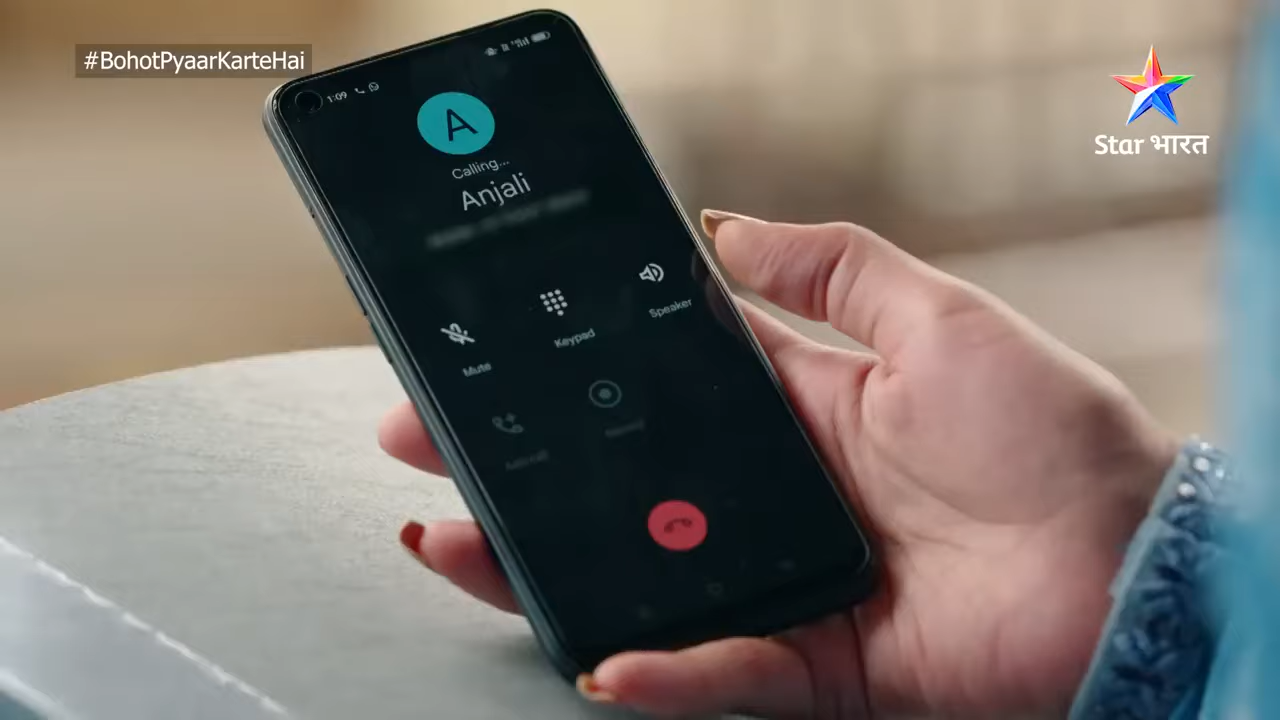 #BohotPyaarKarteHai
Star भारत
1:09
A
Calling...
Anjali
Mute
Keypad
Speaker